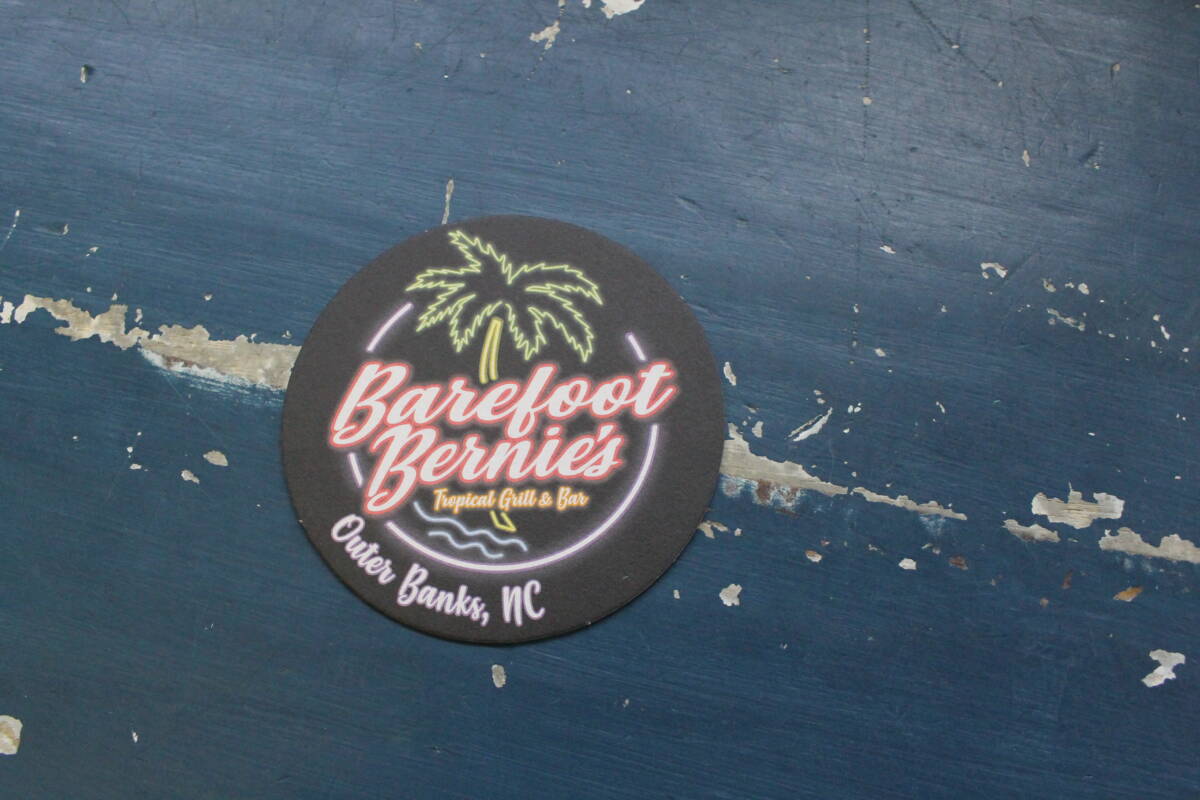 Barefoot
Bernie's
Tropical Grill & Bar
Outer Banks, NC